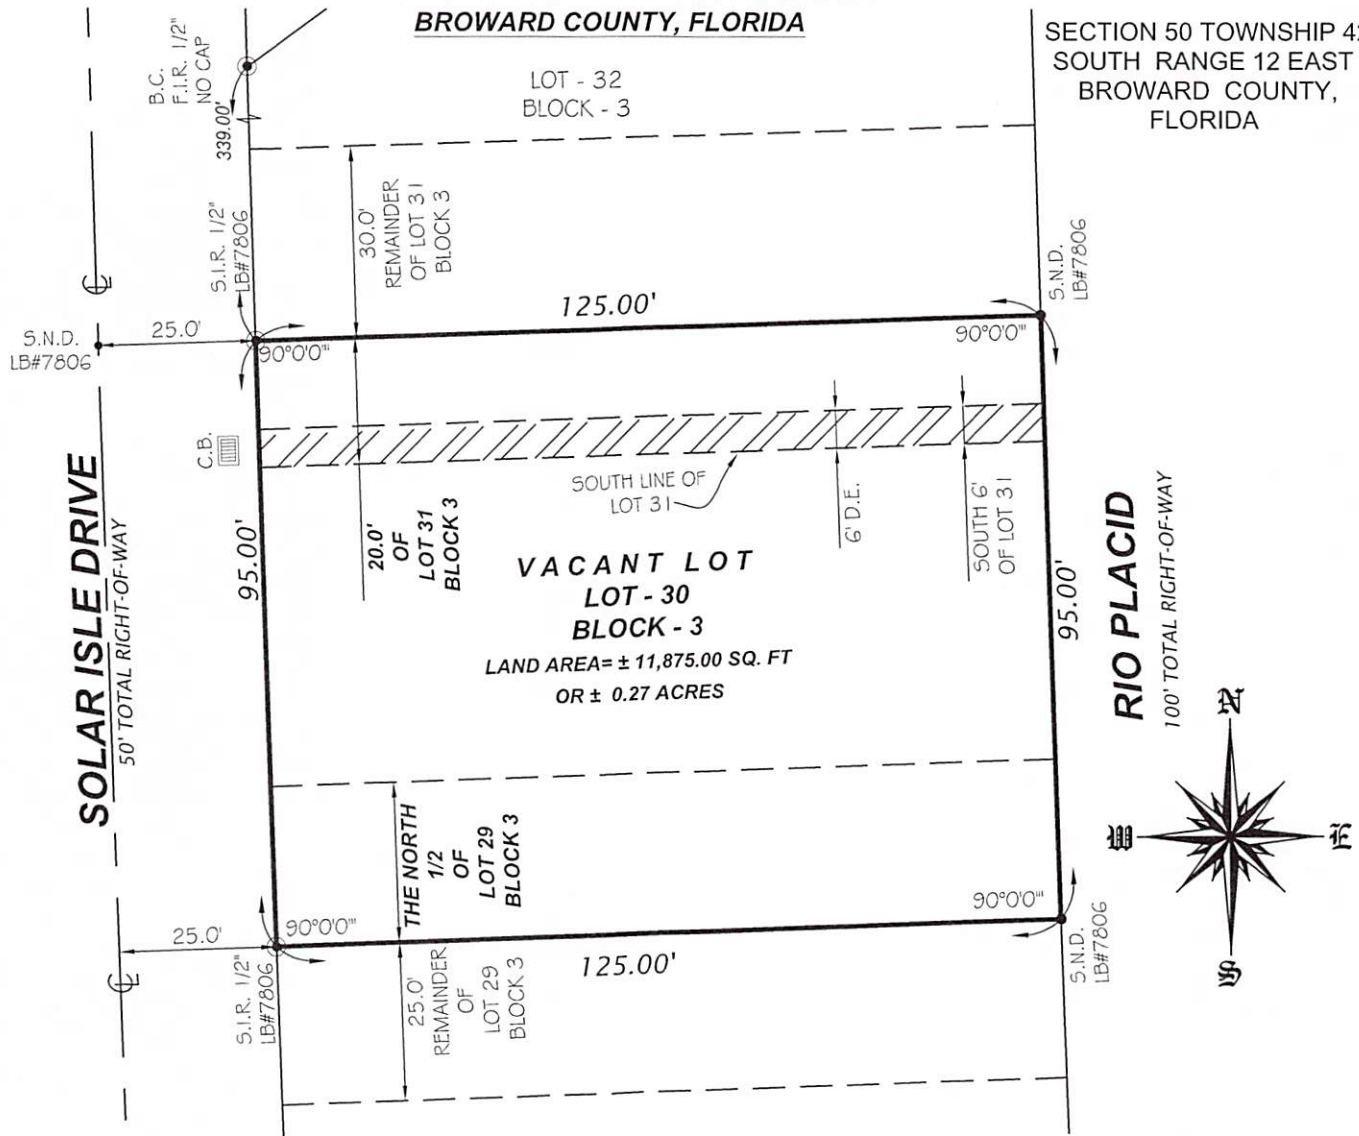 BROWARD COUNTY, FLORIDA
SECTION 50 TOWNSHIP 42
SOUTH RANGE 12 EAST
BROWARD COUNTY,
FLORIDA
LOT - 32
BLOCK - 3
B.C.
F.I.R. 1/2"
NO CAP
339.00'
S.I.R. 1/2"
LB#7806
30.0'
REMAINDER
OF LOT 31
BLOCK 3
125.00'
S.N.D.
LB#7806
S.N.D.
LB#7806
25.0'
90°0'0"'
90°0'0"'
C.B.
SOUTH LINE OF
LOT 31
20.0'
OF
LOT 31
BLOCK 3
6' D.E.
SOUTH 6'
OF LOT 31
SOLAR ISLE DRIVE
50' TOTAL RIGHT-OF-WAY
95.00'
VACANT LOT
LOT - 30
BLOCK - 3
LAND AREA= ± 11,875.00 SQ. FT
OR ± 0.27 ACRES
95.00'
RIO PLACID
100' TOTAL RIGHT-OF-WAY
N
W
E
S
THE NORTH
1/2
OF
LOT 29
BLOCK 3
90°0'0"'
90°0'0"'
25.0'
S.I.R. 1/2"
LB#7806
125.00'
S.N.D.
LB#7806
25.0'
REMAINDER
OF
LOT 29
BLOCK 3